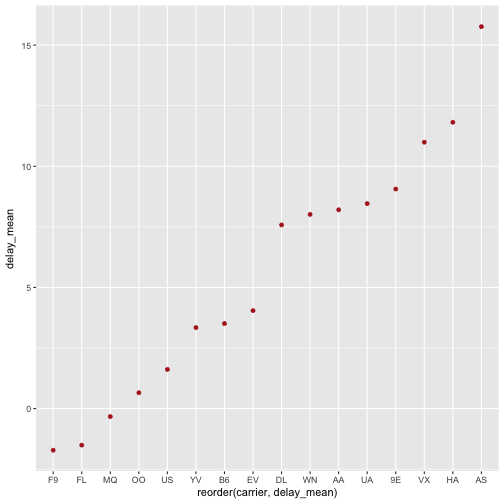 15
10
5
0
delay_mean
F9 FL MQ OO US YV B6 EV DL WN AA UA 9E VX HA AS
reorder(carrier, delay_mean)